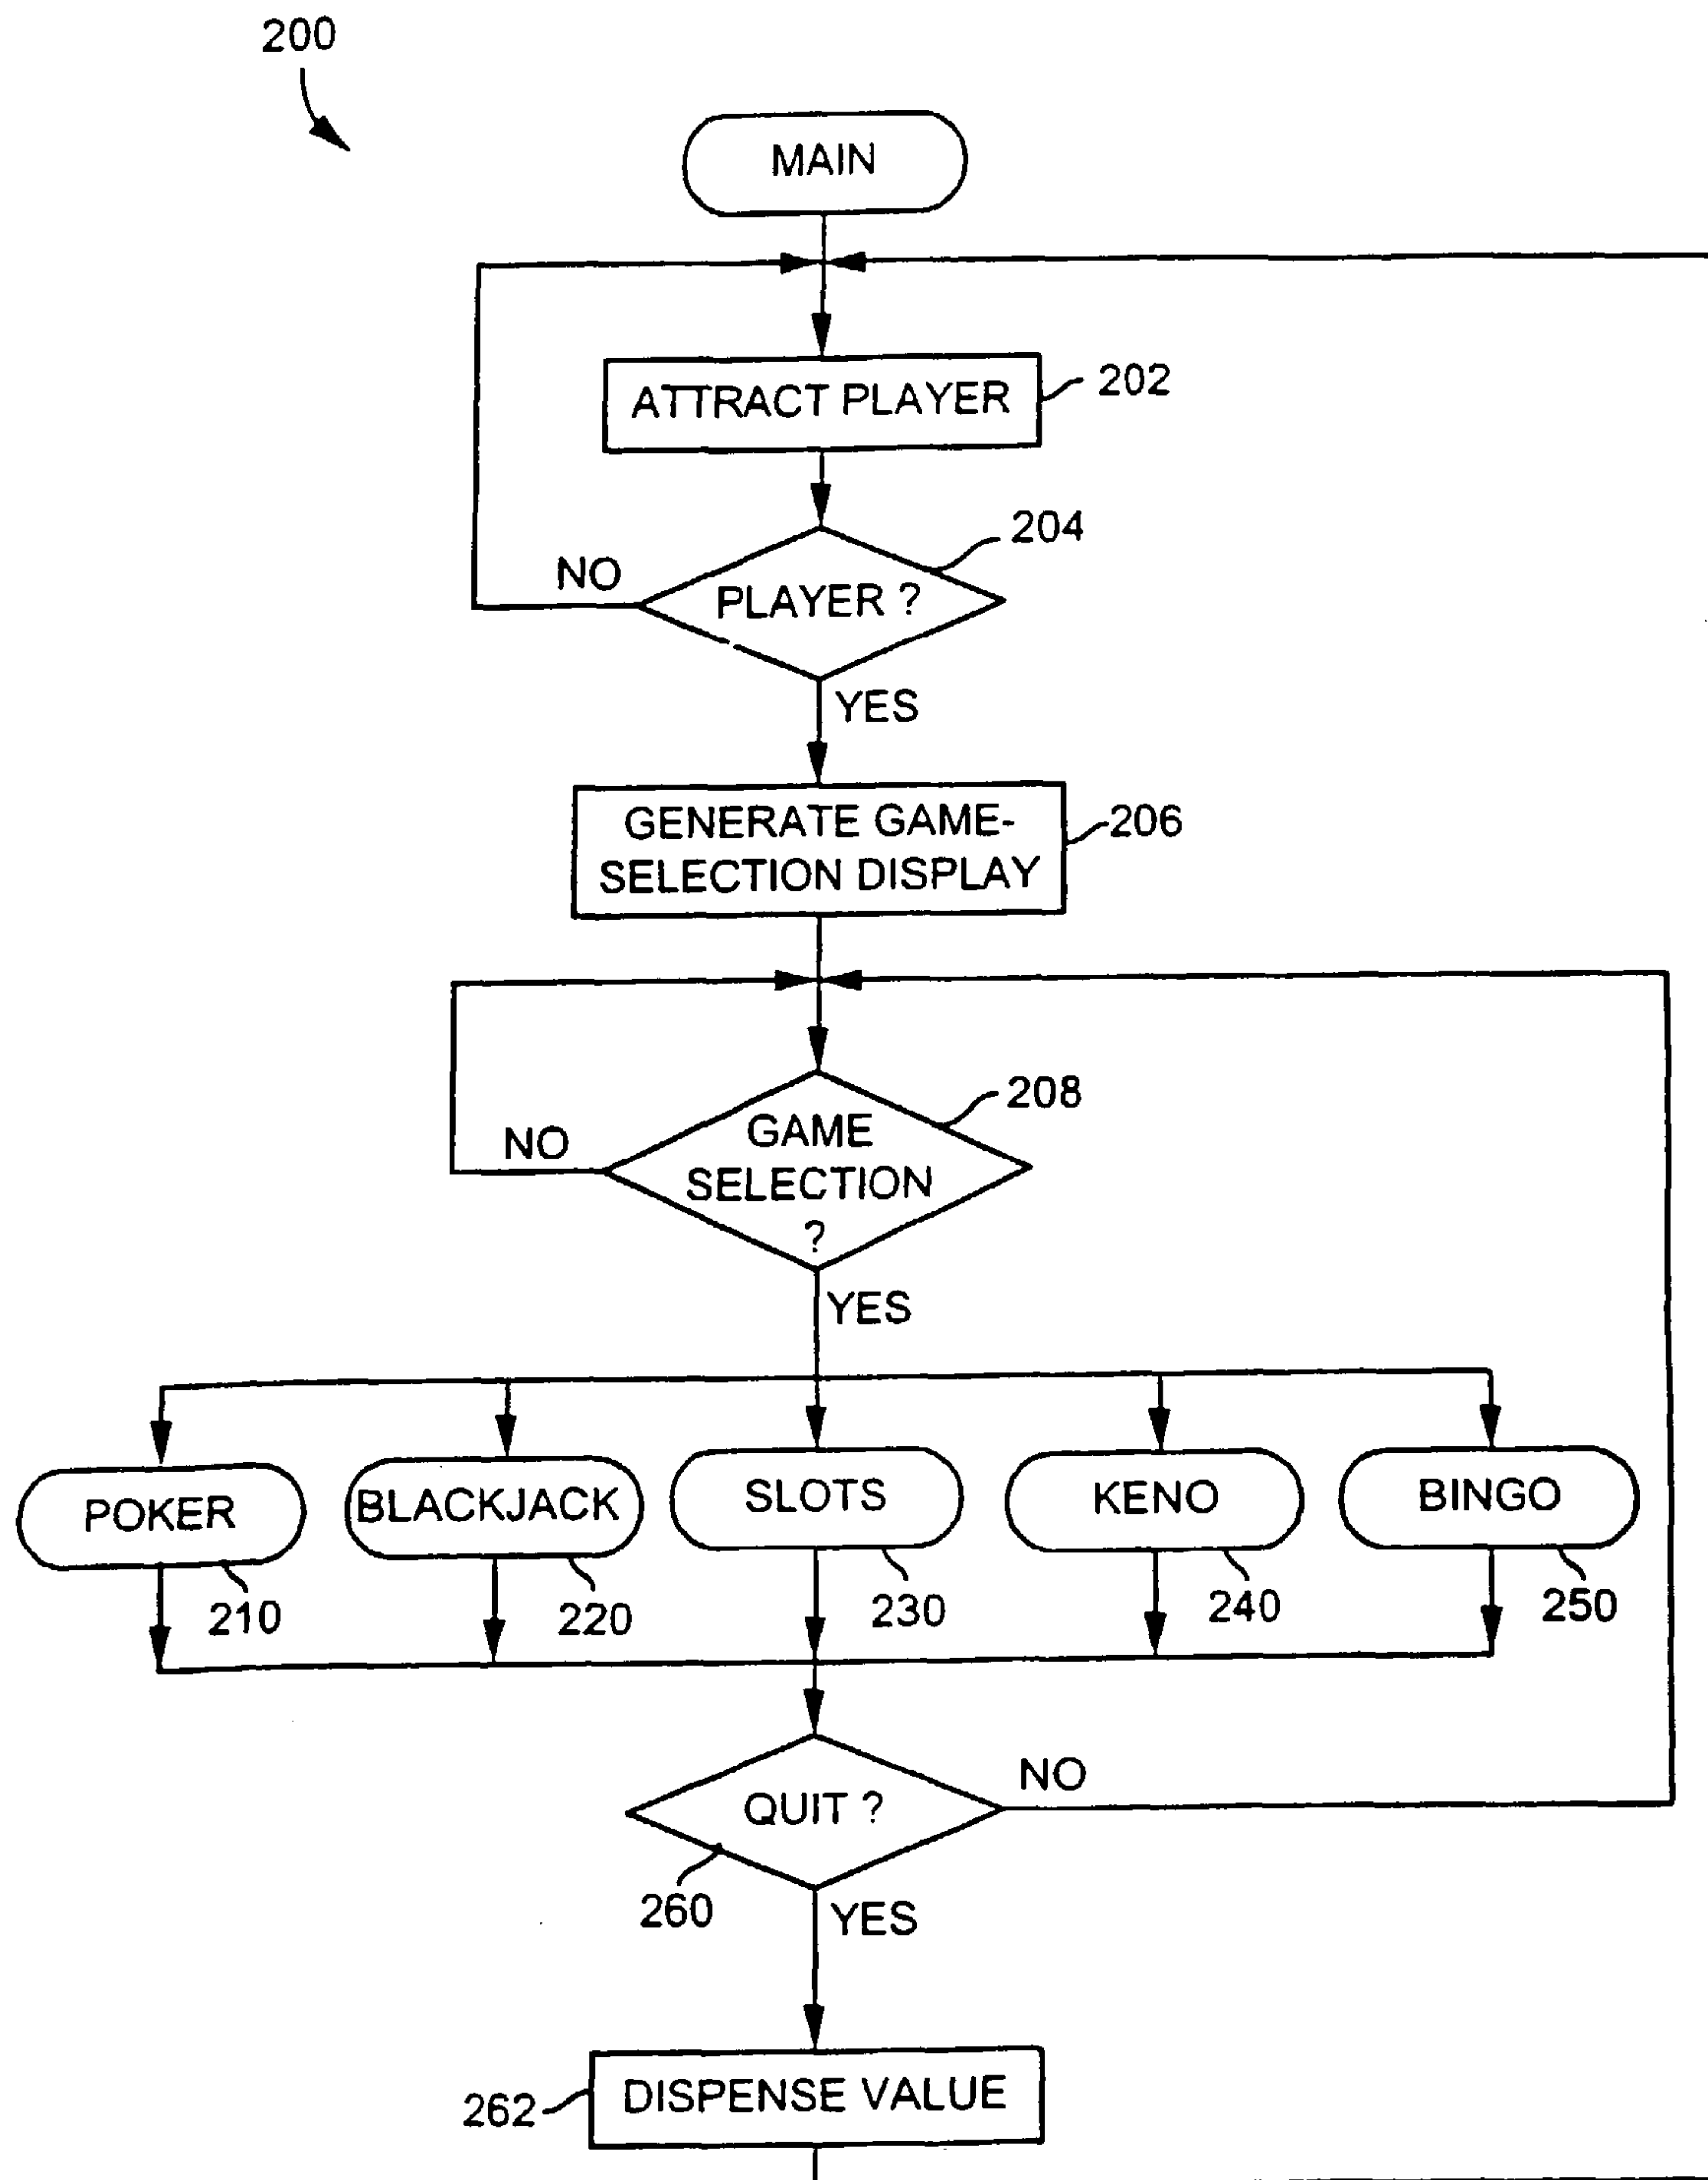 200
MAIN
ATTRACT PLAYER
202
204
NO
PLAYER ?
YES
GENERATE GAME-
SELECTION DISPLAY
206
208
NO
GAME
SELECTION
?
YES
POKER
BLACKJACK
SLOTS
KENO
BINGO
210
220
230
240
250
QUIT ?
NO
260
YES
DISPENSE VALUE
262